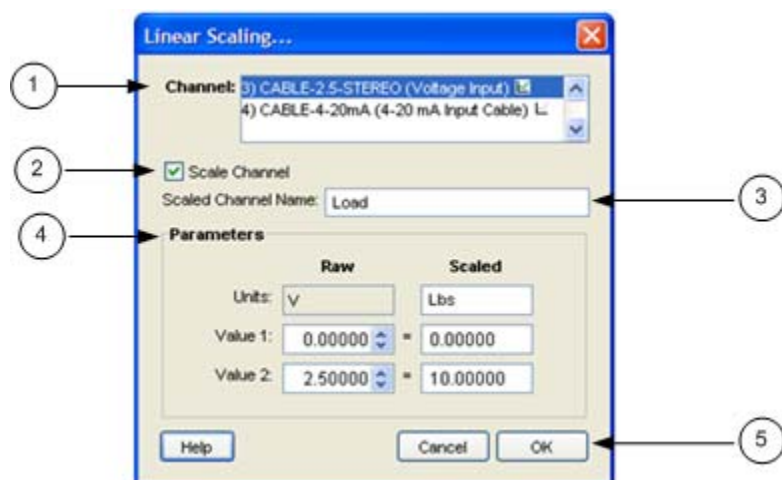 Linear Scaling...
1
Channel: 3) CABLE-2.5-STEREO (Voltage Input)
4) CABLE-4-20mA (4-20 mA Input Cable)
2
Scale Channel
Scaled Channel Name: Load
3
4
Parameters
Raw Scaled
Units: V Lbs
Value 1: 0.00000 = 0.00000
Value 2: 2.50000 = 10.00000
Help Cancel OK
5